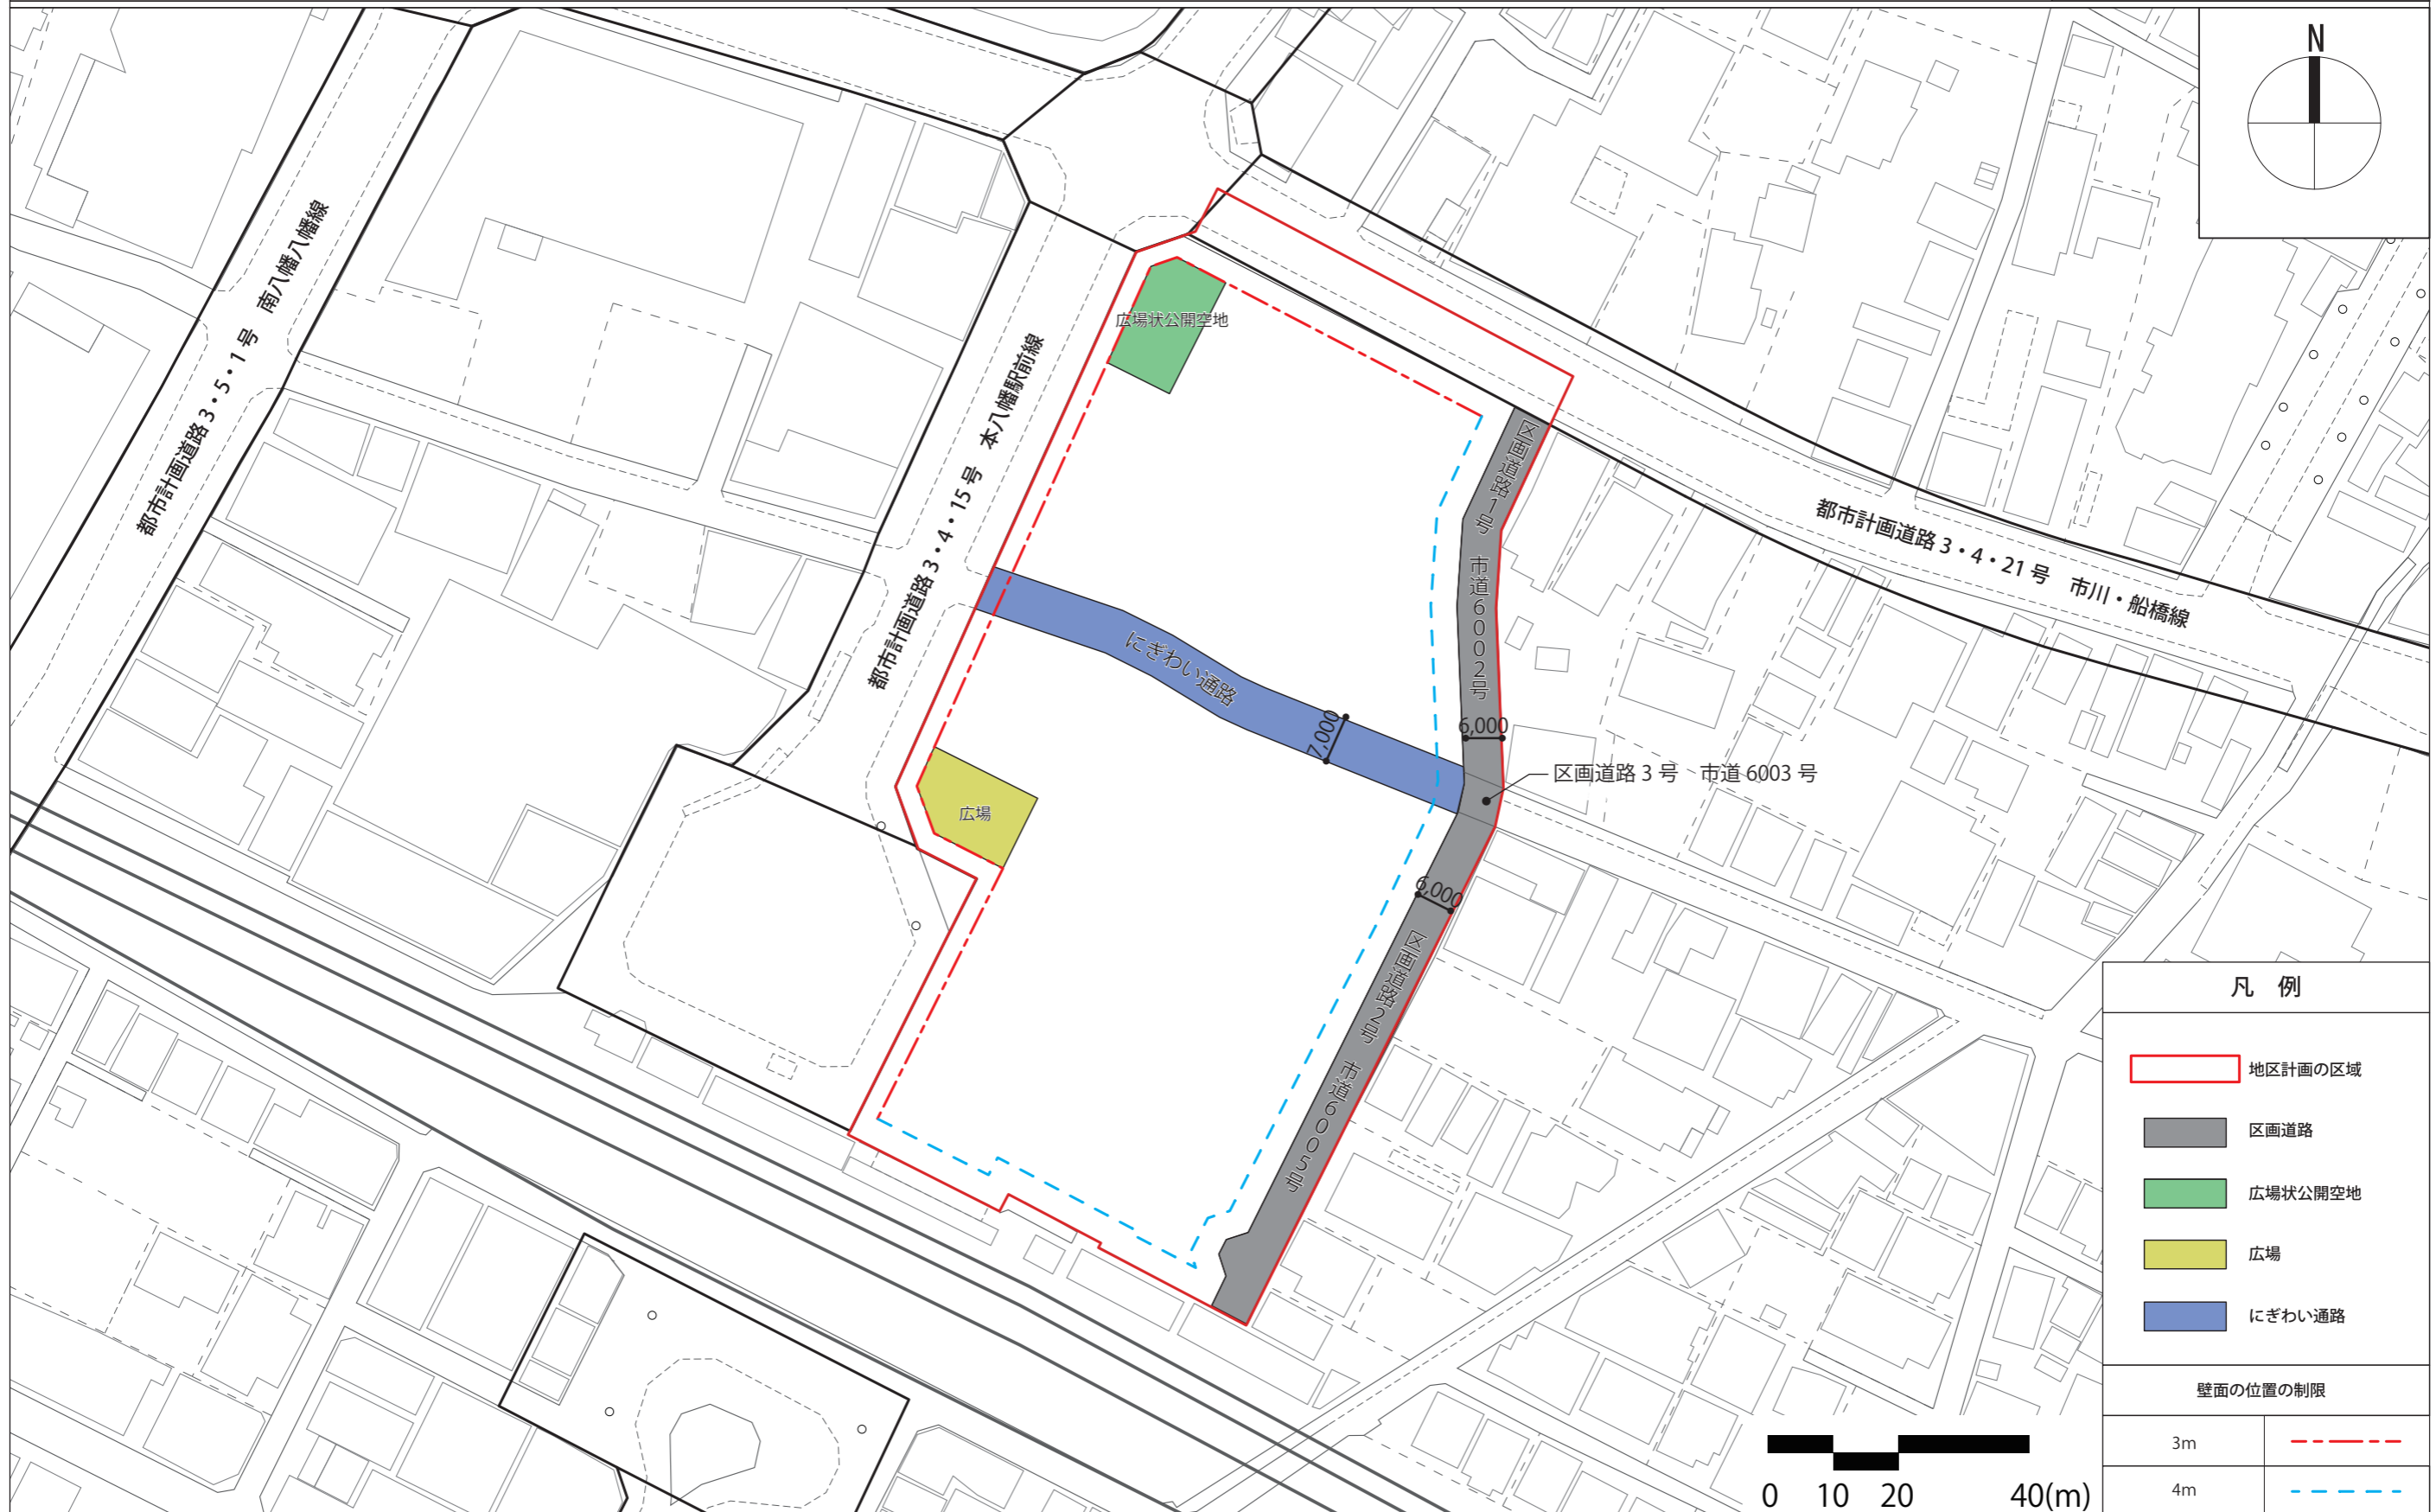 N
都市計画道路3・5・1号　南八幡八幡線
都市計画道路3・4・15号　本八幡駅前線
広場状公開空地
区画道路1号　市道6002号
都市計画道路3・4・21号　市川・船橋線
にぎわい通路
7,000
6,000
区画道路3号　市道6003号
広場
6,000
区画道路2号　市道6005号
凡　例
地区計画の区域
区画道路
広場状公開空地
広場
にぎわい通路
壁面の位置の制限
3m
4m
0 10 20 40(m)